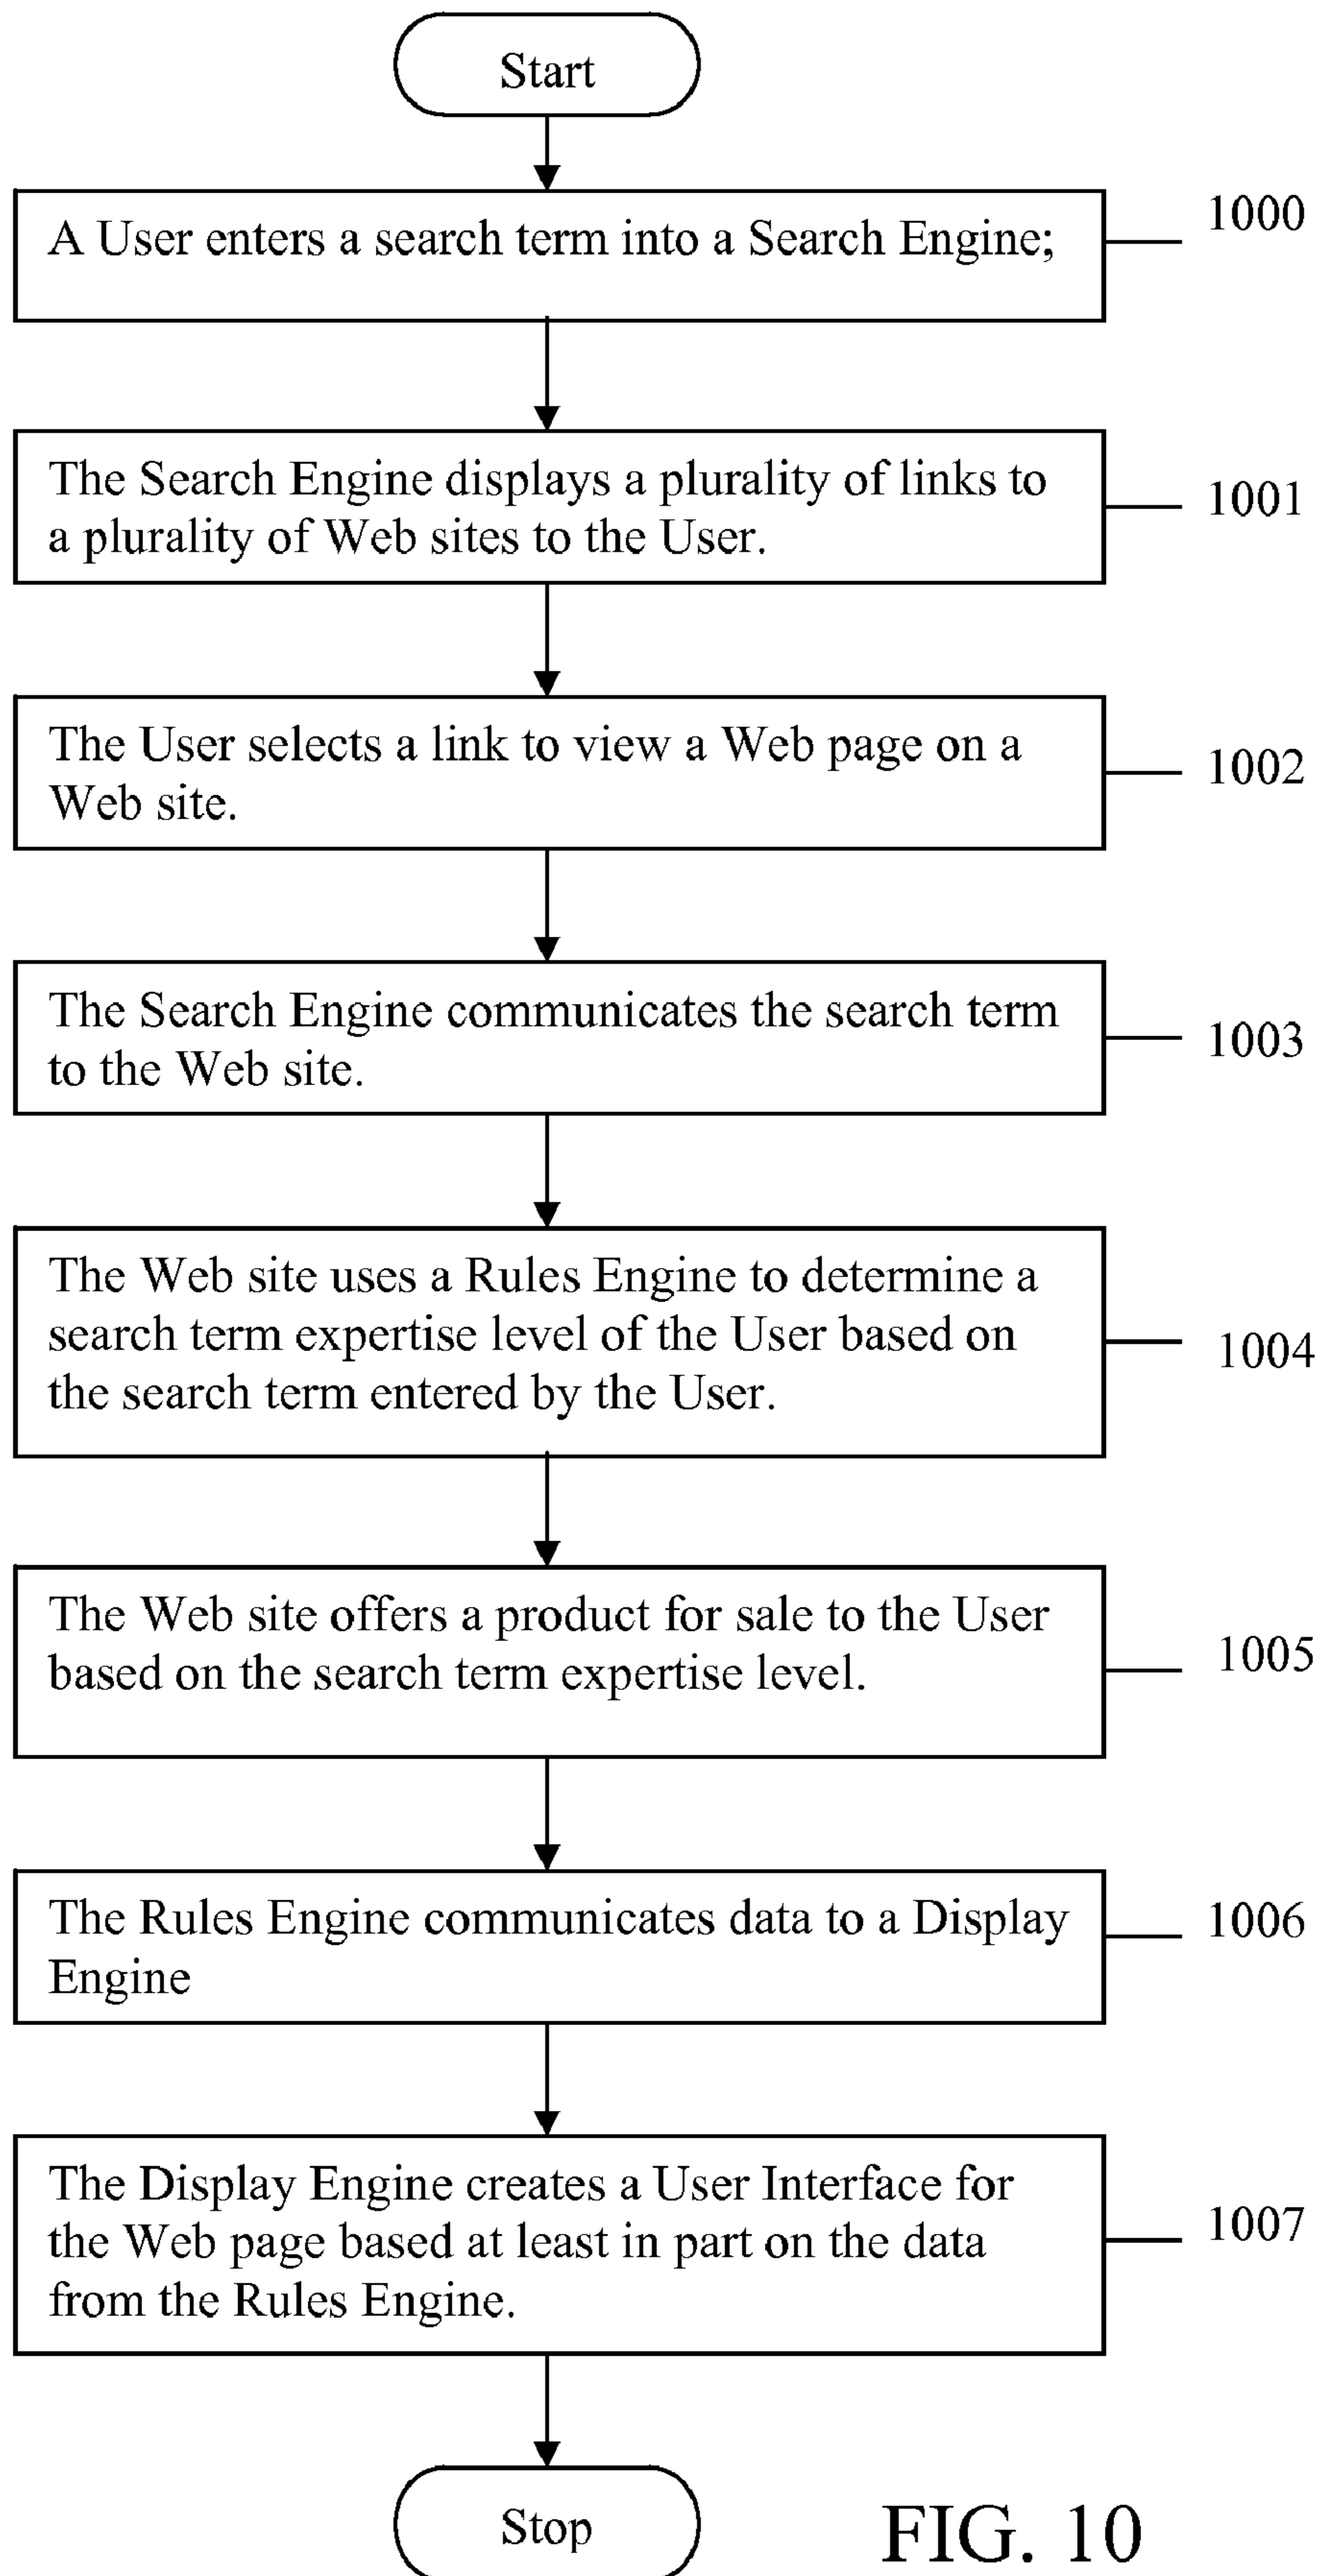 Start
A User enters a search term into a Search Engine;
1000
The Search Engine displays a plurality of links to
a plurality of Web sites to the User.
1001
The User selects a link to view a Web page on a
Web site.
1002
The Search Engine communicates the search term
to the Web site.
1003
The Web site uses a Rules Engine to determine a
search term expertise level of the User based on
the search term entered by the User.
1004
The Web site offers a product for sale to the User
based on the search term expertise level.
1005
The Rules Engine communicates data to a Display
Engine
1006
The Display Engine creates a User Interface for
the Web page based at least in part on the data
from the Rules Engine.
1007
Stop
FIG. 10